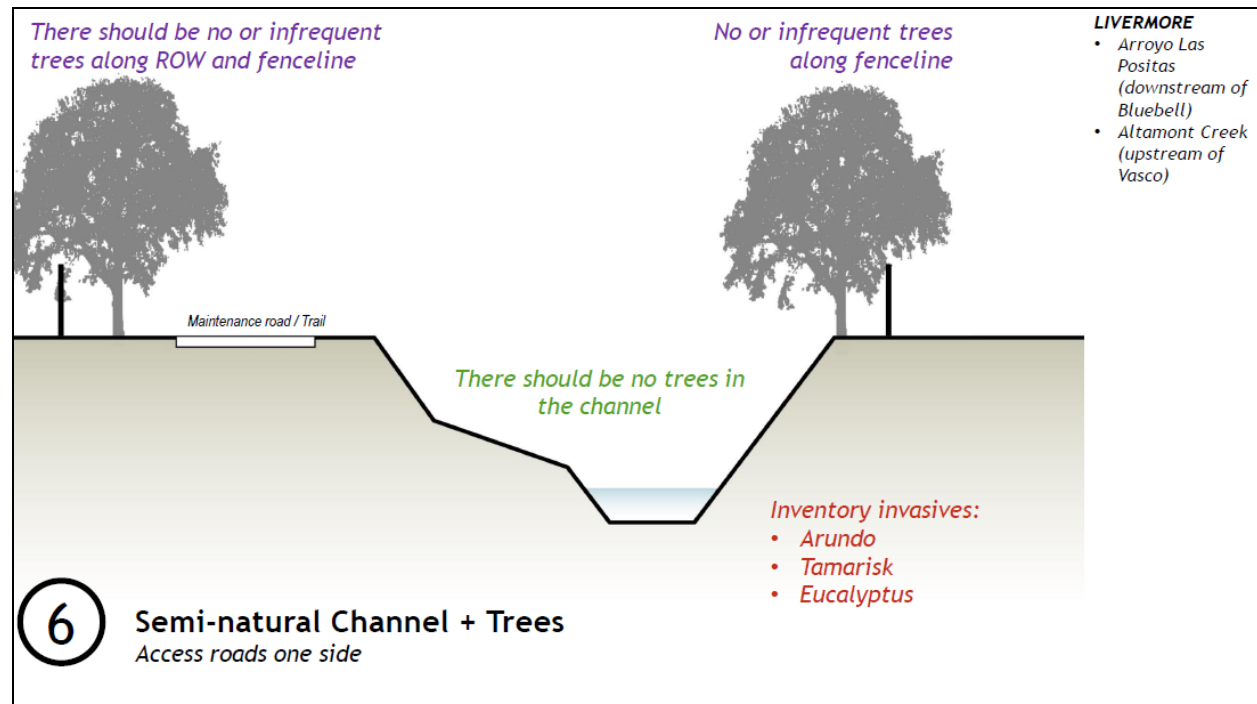 There should be no or infrequent
trees along ROW and fenceline
No or infrequent trees
along fenceline
LIVERMORE
• Arroyo Las
Positas
(downstream of
Bluebell)
• Altamont Creek
(upstream of
Vasco)
Maintenance road / Trail
There should be no trees in
the channel
Inventory invasives:
• Arundo
• Tamarisk
• Eucalyptus
6
Semi-natural Channel + Trees
Access roads one side